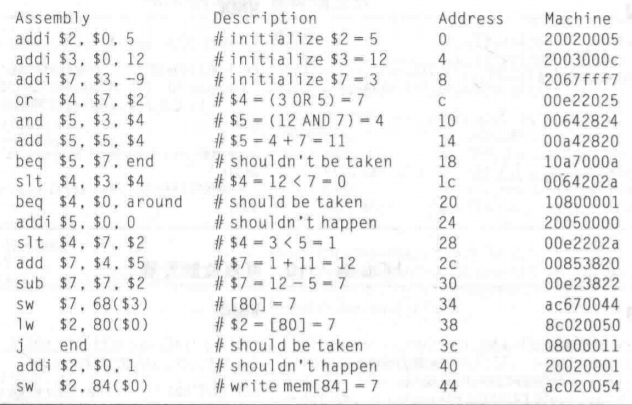 Assembly Description Address Machine
addi $2, $0, 5 # initialize $2 = 5 0 20020005
addi $3, $0, 12 # initialize $3 = 12 4 2003000c
addi $7, $3, −9 # initialize $7 = 3 8 2067fff7
or $4, $7, $2 # $4 = (3 OR 5) = 7 c 00e22025
and $5, $3, $4 # $5 = (12 AND 7) = 4 10 00642824
add $5, $5, $4 # $5 = 4 + 7 = 11 14 00a42820
beq $5, $7, end # shouldn't be taken 18 10a7000a
slt $4, $3, $4 # $4 = 12 < 7 = 0 1c 0064202a
beq $4, $0, around # should be taken 20 10800001
addi $5, $0, 0 # shouldn't happen 24 20050000
slt $4, $7, $2 # $4 = 3 < 5 = 1 28 00e2202a
add $7, $4, $5 # $7 = 1 + 11 = 12 2c 00853820
sub $7, $7, $2 # $7 = 12 − 5 = 7 30 00e23822
sw $7, 68($3) # [80] = 7 34 ac670044
lw $2, 80($0) # $2 = [80] = 7 38 8c020050
j end # should be taken 3c 08000011
addi $2, $0, 1 # shouldn't happen 40 20020001
sw $2, 84($0) # write mem[84] = 7 44 ac020054